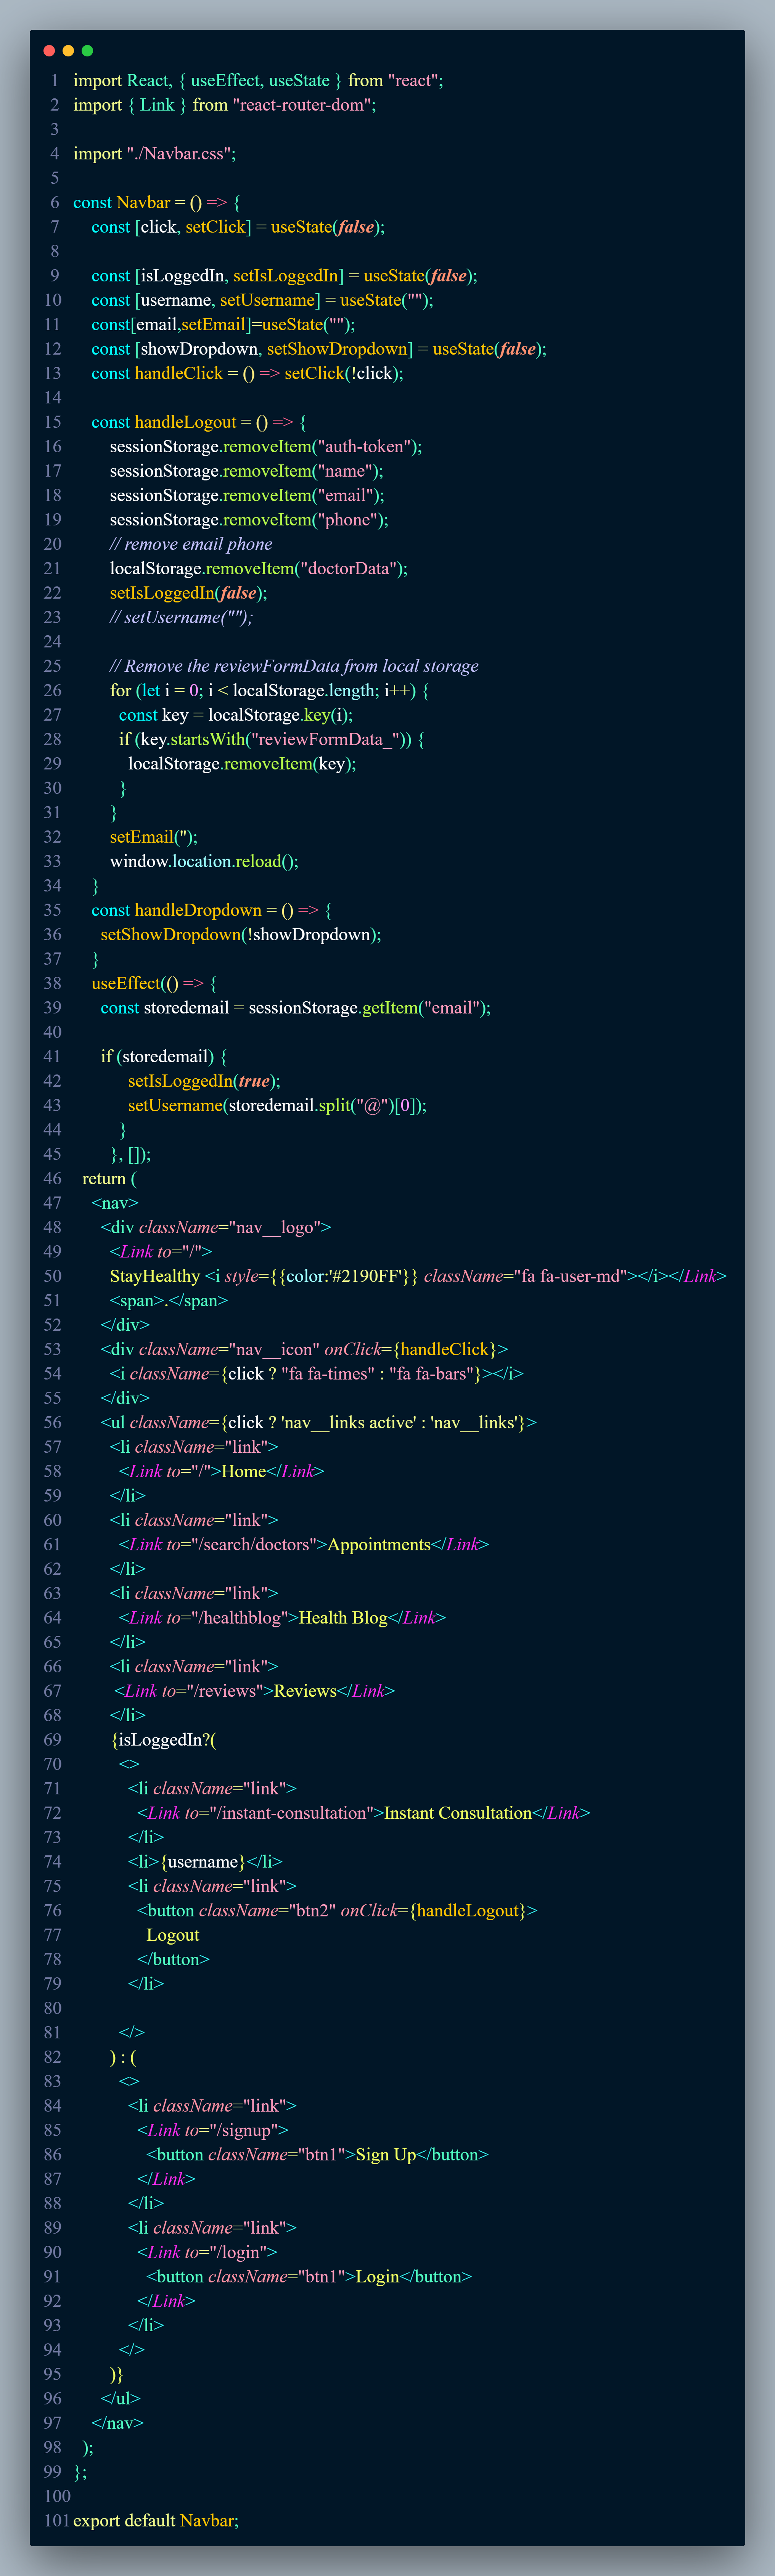 1 import React, { useEffect, useState } from "react";
2 import { Link } from "react-router-dom";
3
4 import "./Navbar.css";
5
6 const Navbar = () => {
7 const [click, setClick] = useState(false);
8
9 const [isLoggedIn, setIsLoggedIn] = useState(false);
10 const [username, setUsername] = useState("");
11 const[email,setEmail]=useState("");
12 const [showDropdown, setShowDropdown] = useState(false);
13 const handleClick = () => setClick(!click);
14
15 const handleLogout = () => {
16 sessionStorage.removeItem("auth-token");
17 sessionStorage.removeItem("name");
18 sessionStorage.removeItem("email");
19 sessionStorage.removeItem("phone");
20 // remove email phone
21 localStorage.removeItem("doctorData");
22 setIsLoggedIn(false);
23 // setUsername("");
24
25 // Remove the reviewFormData from local storage
26 for (let i = 0; i < localStorage.length; i++) {
27 const key = localStorage.key(i);
28 if (key.startsWith("reviewFormData_")) {
29 localStorage.removeItem(key);
30 }
31 }
32 setEmail('');
33 window.location.reload();
34 }
35 const handleDropdown = () => {
36 setShowDropdown(!showDropdown);
37 }
38 useEffect(() => {
39 const storedemail = sessionStorage.getItem("email");
40
41 if (storedemail) {
42 setIsLoggedIn(true);
43 setUsername(storedemail.split("@")[0]);
44 }
45 }, []);
46 return (
47 <nav>
48 <div className="nav__logo">
49 <Link to="/">
50 StayHealthy <i style={{color:'#2190FF'}} className="fa fa-user-md"></i></Link>
51 <span>.</span>
52 </div>
53 <div className="nav__icon" onClick={handleClick}>
54 <i className={click ? "fa fa-times" : "fa fa-bars"}></i>
55 </div>
56 <ul className={click ? 'nav__links active' : 'nav__links'}>
57 <li className="link">
58 <Link to="/">Home</Link>
59 </li>
60 <li className="link">
61 <Link to="/search/doctors">Appointments</Link>
62 </li>
63 <li className="link">
64 <Link to="/healthblog">Health Blog</Link>
65 </li>
66 <li className="link">
67 <Link to="/reviews">Reviews</Link>
68 </li>
69 {isLoggedIn?(
70 <>
71 <li className="link">
72 <Link to="/instant-consultation">Instant Consultation</Link>
73 </li>
74 <li>{username}</li>
75 <li className="link">
76 <button className="btn2" onClick={handleLogout}>
77 Logout
78 </button>
79 </li>
80
81 </>
82 ) : (
83 <>
84 <li className="link">
85 <Link to="/signup">
86 <button className="btn1">Sign Up</button>
87 </Link>
88 </li>
89 <li className="link">
90 <Link to="/login">
91 <button className="btn1">Login</button>
92 </Link>
93 </li>
94 </>
95 )}
96 </ul>
97 </nav>
98 );
99 };
100
101 export default Navbar;